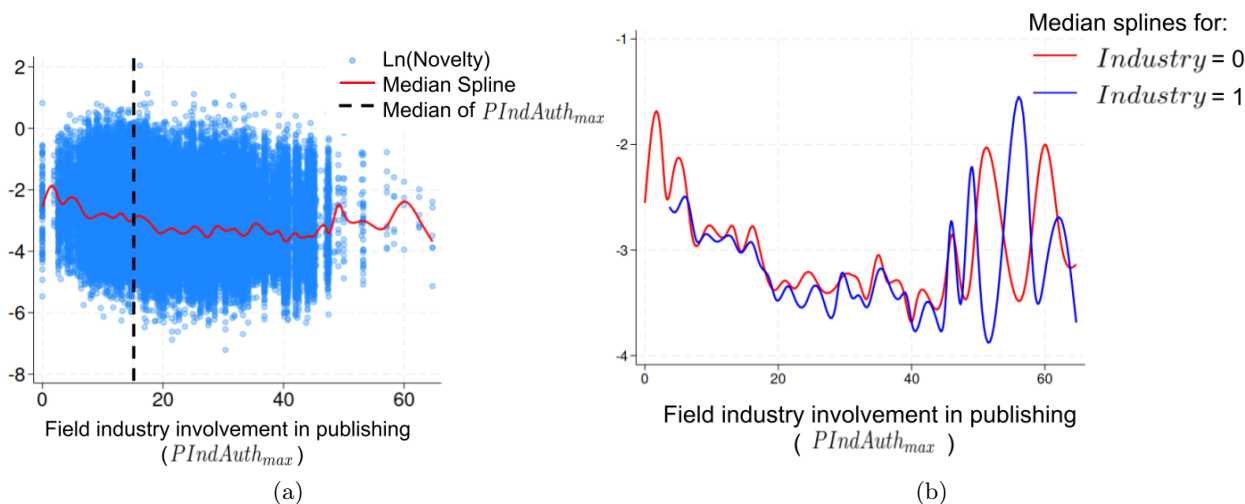 Ln(Novelty)
Median Spline
Median of PIndAuth_max
2
0
-2
-4
-6
-8
0 20 40 60
Field industry involvement in publishing
(PIndAuth_max)
(a)
Median splines for:
Industry = 0
Industry = 1
-1
-2
-3
-4
0 20 40 60
Field industry involvement in publishing
( PIndAuth_max )
(b)